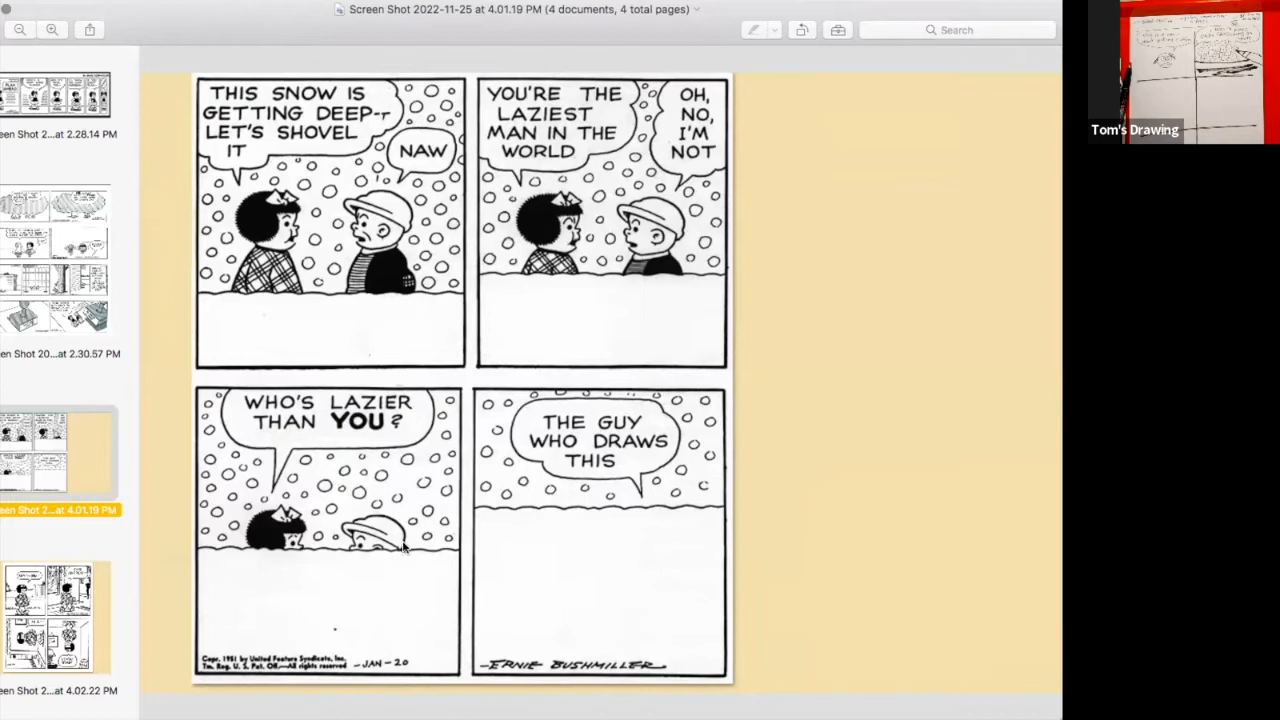 Screen Shot 2022-11-25 at 4.01.19 PM (4 documents, 4 total pages)
Search
Tom's Drawing
een Shot 2...at 2.28.14 PM
een Shot 20...at 2.30.57 PM
een Shot 2...at 4.01.19 PM
een Shot 2...at 4.02.22 PM
THIS SNOW IS
GETTING DEEP--
LET'S SHOVEL
IT
NAW
YOU'RE THE
LAZIEST
MAN IN THE
WORLD
OH,
NO,
I'M
NOT
WHO'S LAZIER
THAN YOU?
Copr. 1951 by United Feature Syndicate, Inc.
Tm. Reg. U. S. Pat. Off.—All rights reserved
-JAN-20
THE GUY
WHO DRAWS
THIS
-ERNIE BUSHMILLER-